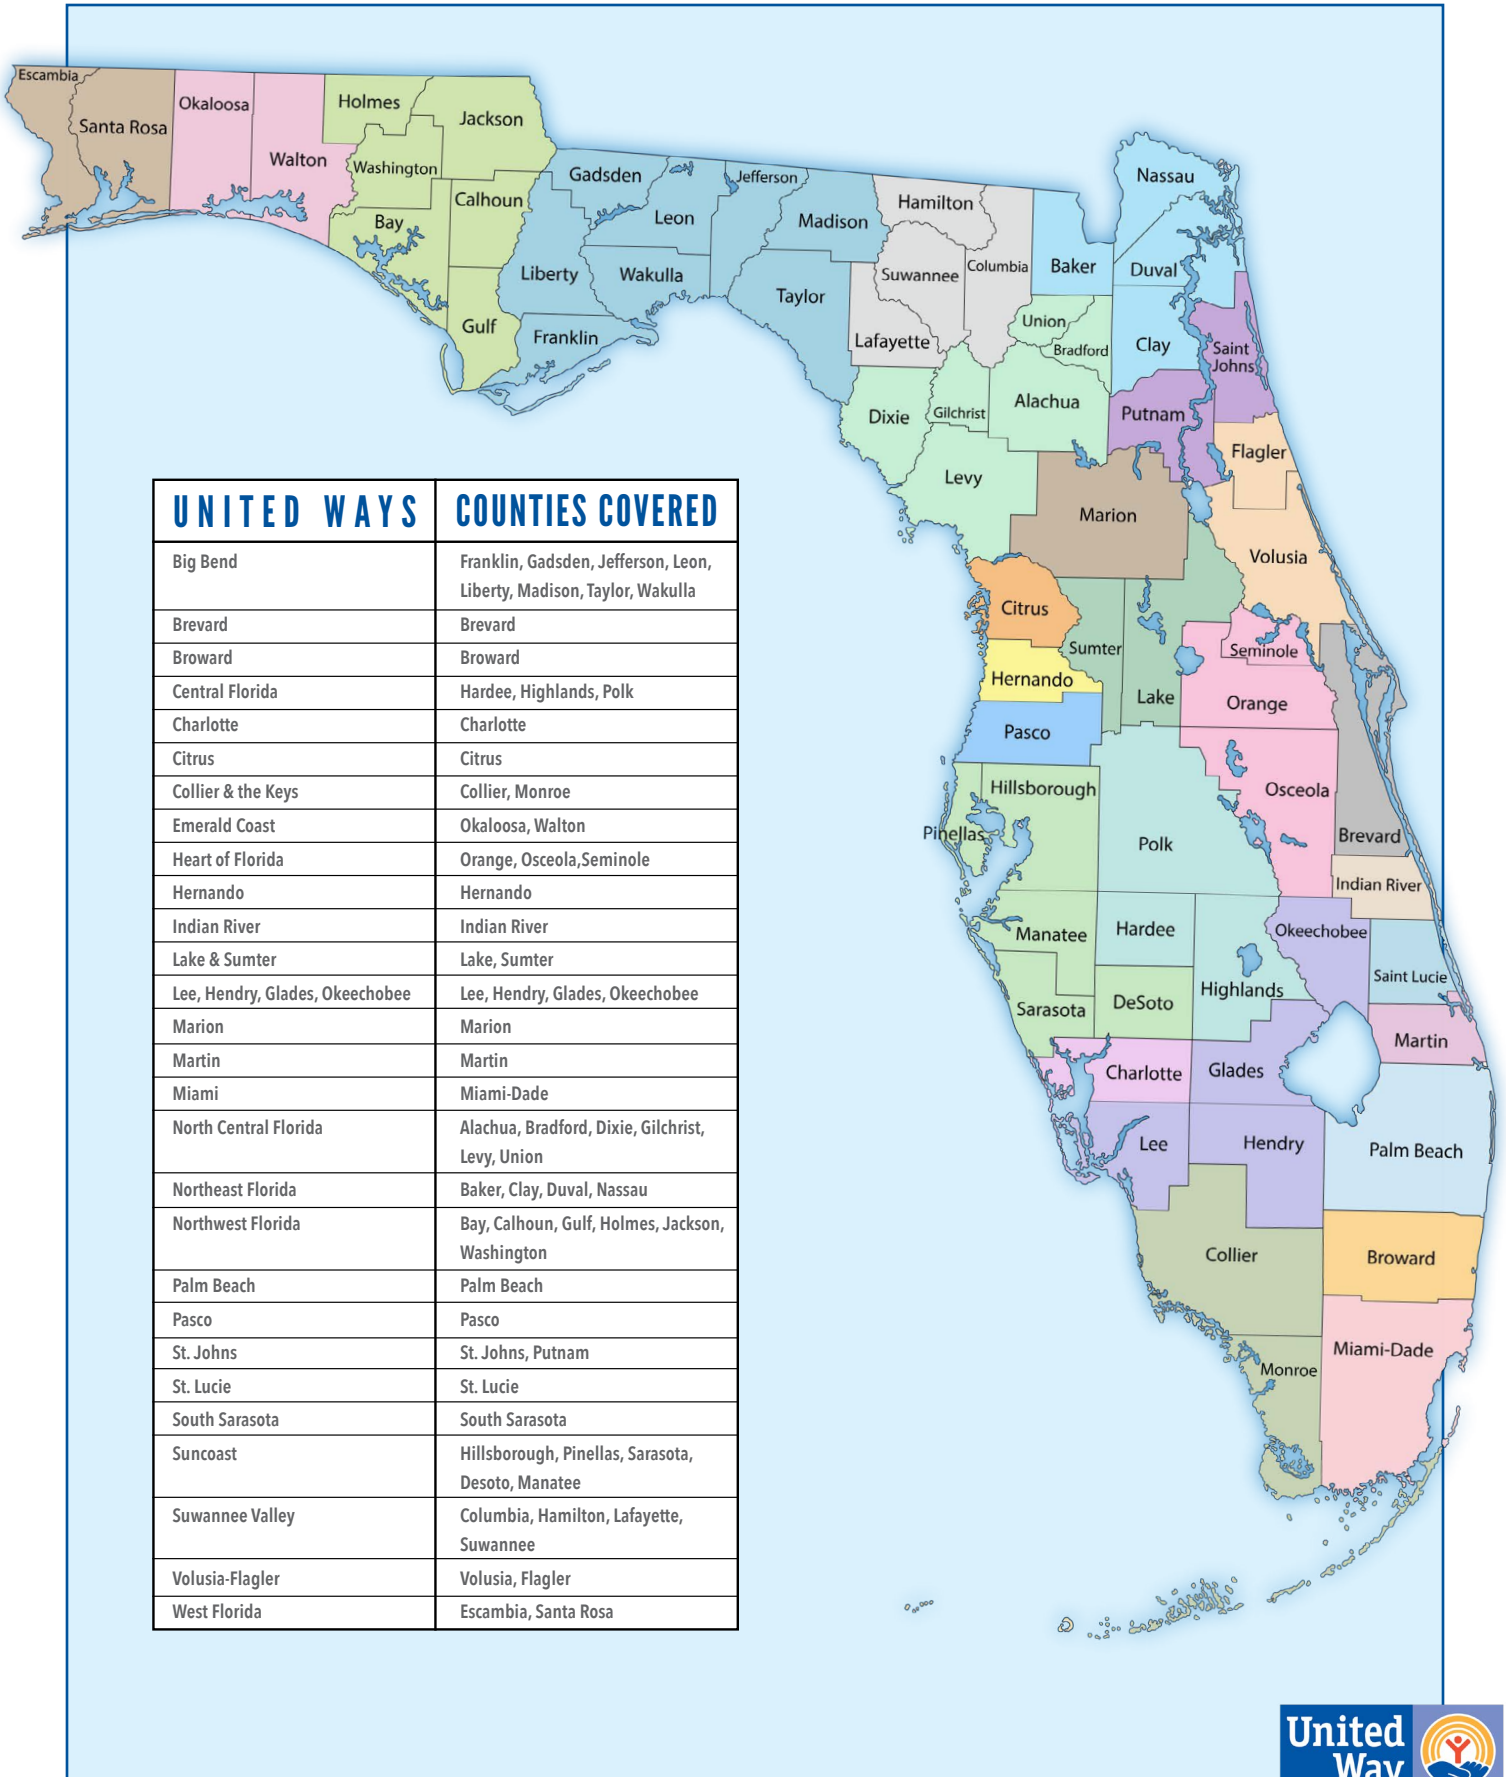 Escambia
Santa Rosa
Okaloosa
Walton
Holmes
Jackson
Washington
Bay
Calhoun
Gulf
Gadsden
Liberty
Franklin
Leon
Wakulla
Jefferson
Madison
Taylor
Hamilton
Suwannee
Lafayette
Columbia
Baker
Nassau
Duval
Clay
Union
Bradford
Saint
Johns
Dixie
Gilchrist
Alachua
Putnam
Levy
Flagler
Marion
Volusia
Citrus
Sumter
Lake
Seminole
Orange
Hernando
Pasco
Hillsborough
Pinellas
Polk
Osceola
Brevard
Indian River
Manatee
Hardee
Highlands
Okeechobee
Saint Lucie
Sarasota
DeSoto
Martin
Charlotte
Glades
Lee
Hendry
Palm Beach
Collier
Broward
Monroe
Miami-Dade
UNITED WAYS COUNTIES COVERED
Big Bend Franklin, Gadsden, Jefferson, Leon,
Liberty, Madison, Taylor, Wakulla
Brevard Brevard
Broward Broward
Central Florida Hardee, Highlands, Polk
Charlotte Charlotte
Citrus Citrus
Collier & the Keys Collier, Monroe
Emerald Coast Okaloosa, Walton
Heart of Florida Orange, Osceola,Seminole
Hernando Hernando
Indian River Indian River
Lake & Sumter Lake, Sumter
Lee, Hendry, Glades, Okeechobee Lee, Hendry, Glades, Okeechobee
Marion Marion
Martin Martin
Miami Miami-Dade
North Central Florida Alachua, Bradford, Dixie, Gilchrist,
Levy, Union
Northeast Florida Baker, Clay, Duval, Nassau
Northwest Florida Bay, Calhoun, Gulf, Holmes, Jackson,
Washington
Palm Beach Palm Beach
Pasco Pasco
St. Johns St. Johns, Putnam
St. Lucie St. Lucie
South Sarasota South Sarasota
Suncoast Hillsborough, Pinellas, Sarasota,
Desoto, Manatee
Suwannee Valley Columbia, Hamilton, Lafayette,
Suwannee
Volusia-Flagler Volusia, Flagler
West Florida Escambia, Santa Rosa
United
Way